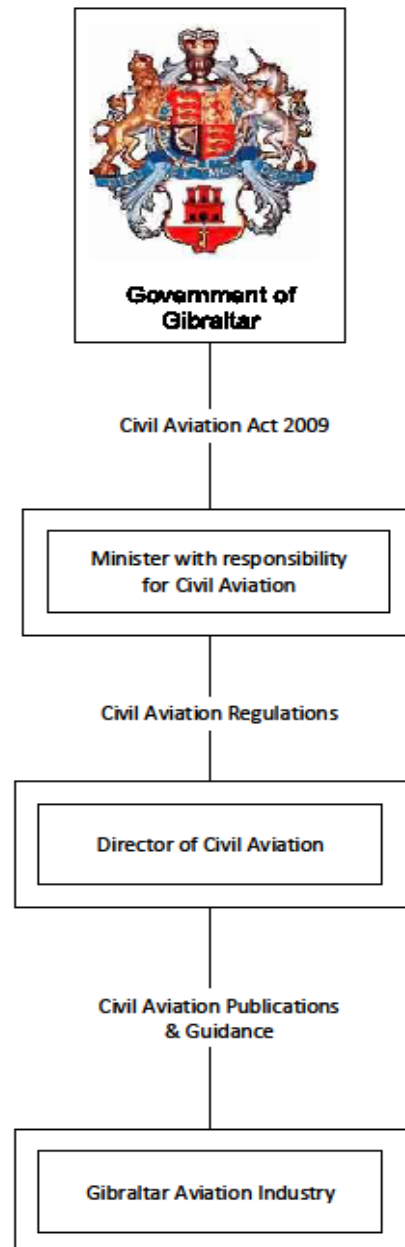 Government of
Gibraltar
Civil Aviation Act 2009
Minister with responsibility
for Civil Aviation
Civil Aviation Regulations
Director of Civil Aviation
Civil Aviation Publications
& Guidance
Gibraltar Aviation Industry